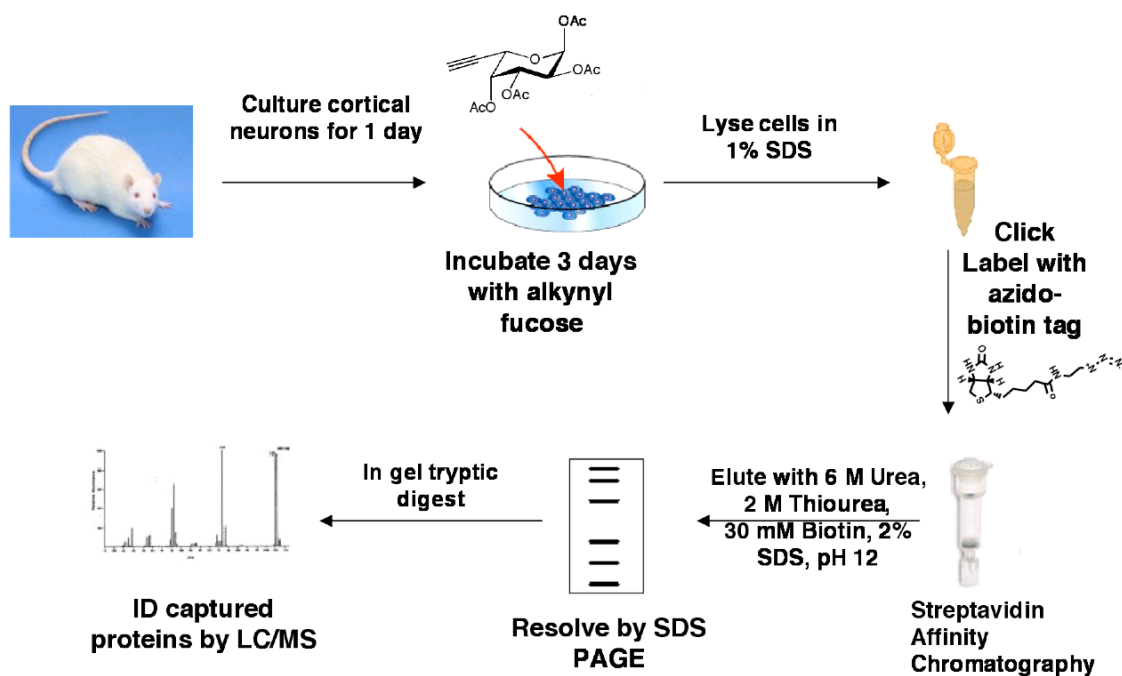 OAc
O
OAc
OAc
AcO
Culture cortical
neurons for 1 day
Lyse cells in
1% SDS
Incubate 3 days
with alkynyl
fucose
Click
Label with
azido-
biotin tag
O
HN
NH
H
H
S
O
HN
N
N
N
In gel tryptic
digest
Elute with 6 M Urea,
2 M Thiourea,
30 mM Biotin, 2%
SDS, pH 12
ID captured
proteins by LC/MS
Resolve by SDS
PAGE
Streptavidin
Affinity
Chromatography